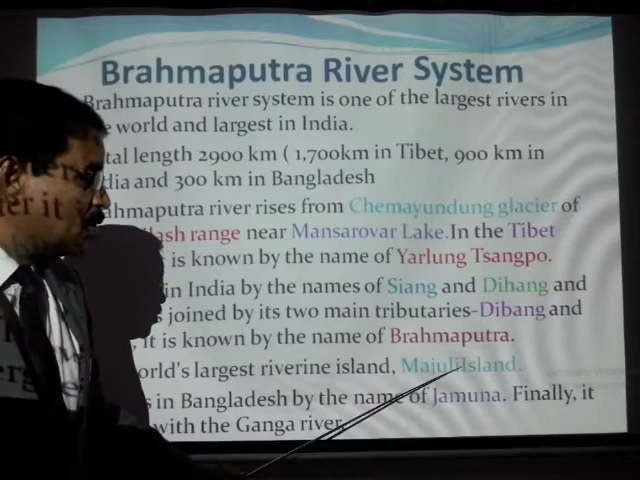 Brahmaputra River System
Brahmaputra river system is one of the largest rivers in
world and largest in India.
tal length 2900 km ( 1,700km in Tibet, 900 km in
dia and 300 km in Bangladesh
ahmaputra river rises from Chemayundung glacier of
lash range near Mansarovar Lake.In the Tibet
is known by the name of Yarlung Tsangpo.
in India by the names of Siang and Dihang and
joined by its two main tributaries-Dibang and
it is known by the name of Brahmaputra.
orld's largest riverine island, MajuliIsland.
in Bangladesh by the name of Jamuna. Finally, it
with the Ganga river.